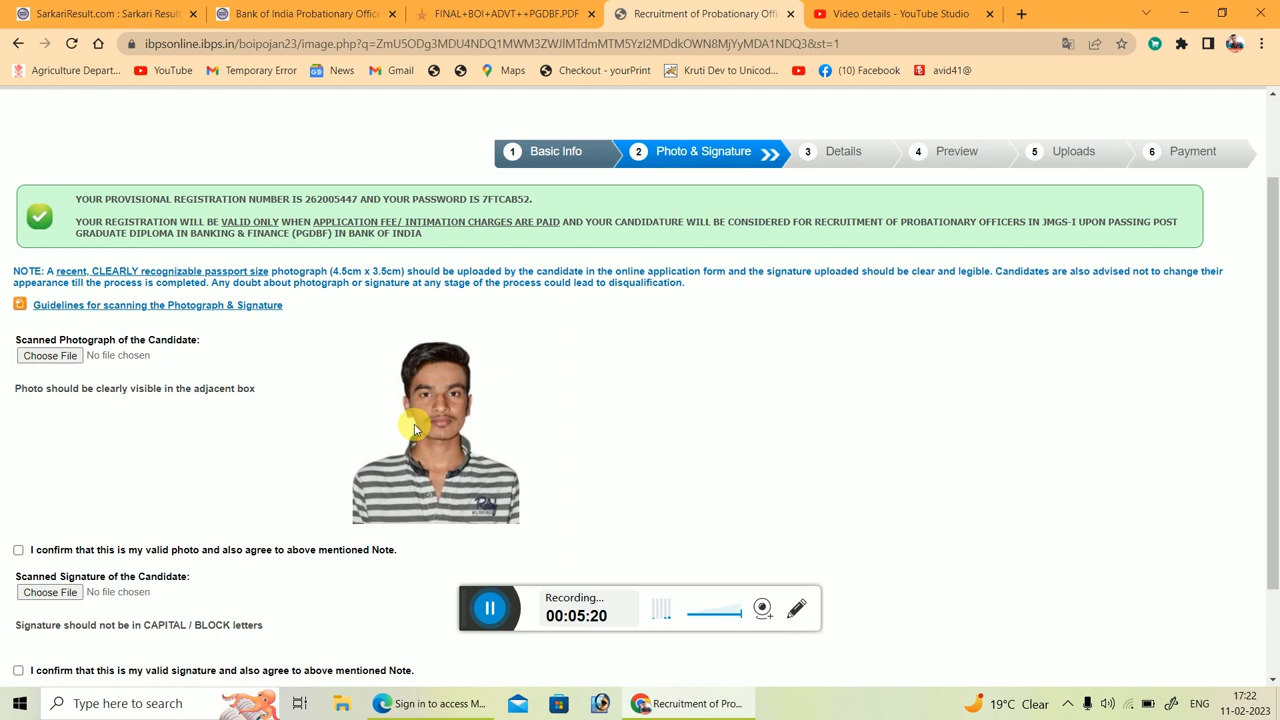 SarkariResult.com : Sarkari Result
Bank of India Probationary Office
FINAL+BOI+ADVT++PGDBF.PDF
Recruitment of Probationary Offi
Video details - YouTube Studio
ibpsonline.ibps.in/boipojan23/image.php?q=ZmU5ODg3MDJ4NDQ1MWM3ZWJlMTdmMTM5YzI2MDdkOWN8MjYyMDA1NDQ3&st=1
Agriculture Depart...
YouTube
Temporary Error
News
Gmail
Maps
Checkout - yourPrint
Kruti Dev to Unicod...
(10) Facebook
avid41@
1 Basic Info
2 Photo & Signature
3 Details
4 Preview
5 Uploads
6 Payment
YOUR PROVISIONAL REGISTRATION NUMBER IS 262005447 AND YOUR PASSWORD IS 7FTCAB52.
YOUR REGISTRATION WILL BE VALID ONLY WHEN APPLICATION FEE/ INTIMATION CHARGES ARE PAID AND YOUR CANDIDATURE WILL BE CONSIDERED FOR RECRUITMENT OF PROBATIONARY OFFICERS IN JMGS-I UPON PASSING POST
GRADUATE DIPLOMA IN BANKING & FINANCE (PGDBF) IN BANK OF INDIA
NOTE: A recent, CLEARLY recognizable passport size photograph (4.5cm x 3.5cm) should be uploaded by the candidate in the online application form and the signature uploaded should be clear and legible. Candidates are also advised not to change their
appearance till the process is completed. Any doubt about photograph or signature at any stage of the process could lead to disqualification.
Guidelines for scanning the Photograph & Signature
Scanned Photograph of the Candidate:
Choose File No file chosen
Photo should be clearly visible in the adjacent box
I confirm that this is my valid photo and also agree to above mentioned Note.
Scanned Signature of the Candidate:
Choose File No file chosen
Signature should not be in CAPITAL / BLOCK letters
I confirm that this is my valid signature and also agree to above mentioned Note.
Recording...
00:05:20
Type here to search
Sign in to access M...
Recruitment of Pro...
19°C Clear
ENG
17:22
11-02-2023